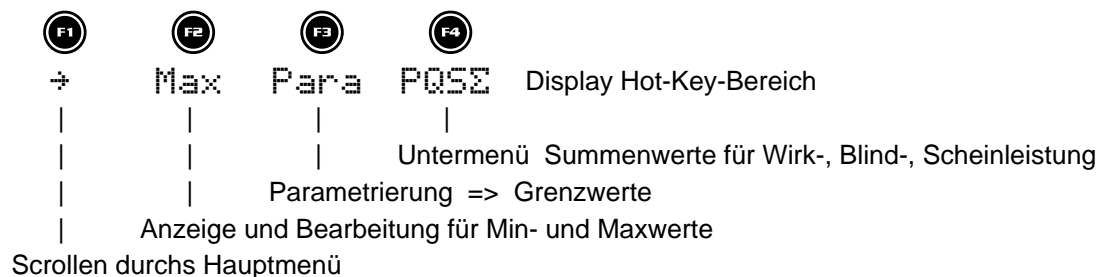 F1 F2 F3 F4
→ Max Para PQSΣ Display Hot-Key-Bereich
Untermenü Summenwerte für Wirk-, Blind-, Scheinleistung
Parametrierung => Grenzwerte
Anzeige und Bearbeitung für Min- und Maxwerte
Scrollen durchs Hauptmenü